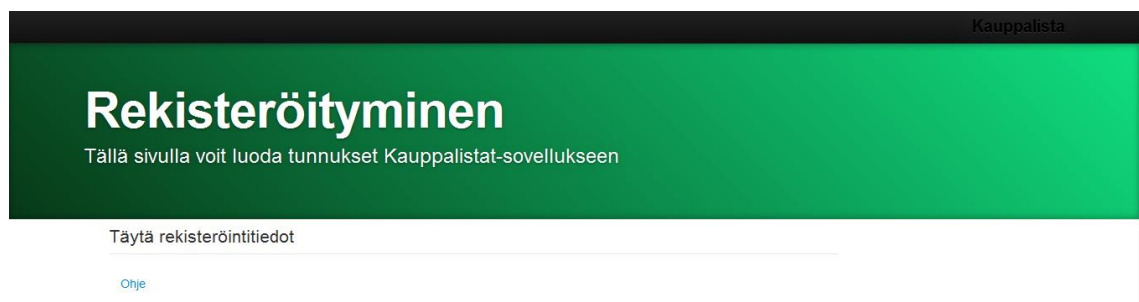 Kauppalista
Rekisteröityminen
Tällä sivulla voit luoda tunnukset Kauppalistat-sovellukseen
Täytä rekisteröintitiedot
Ohje